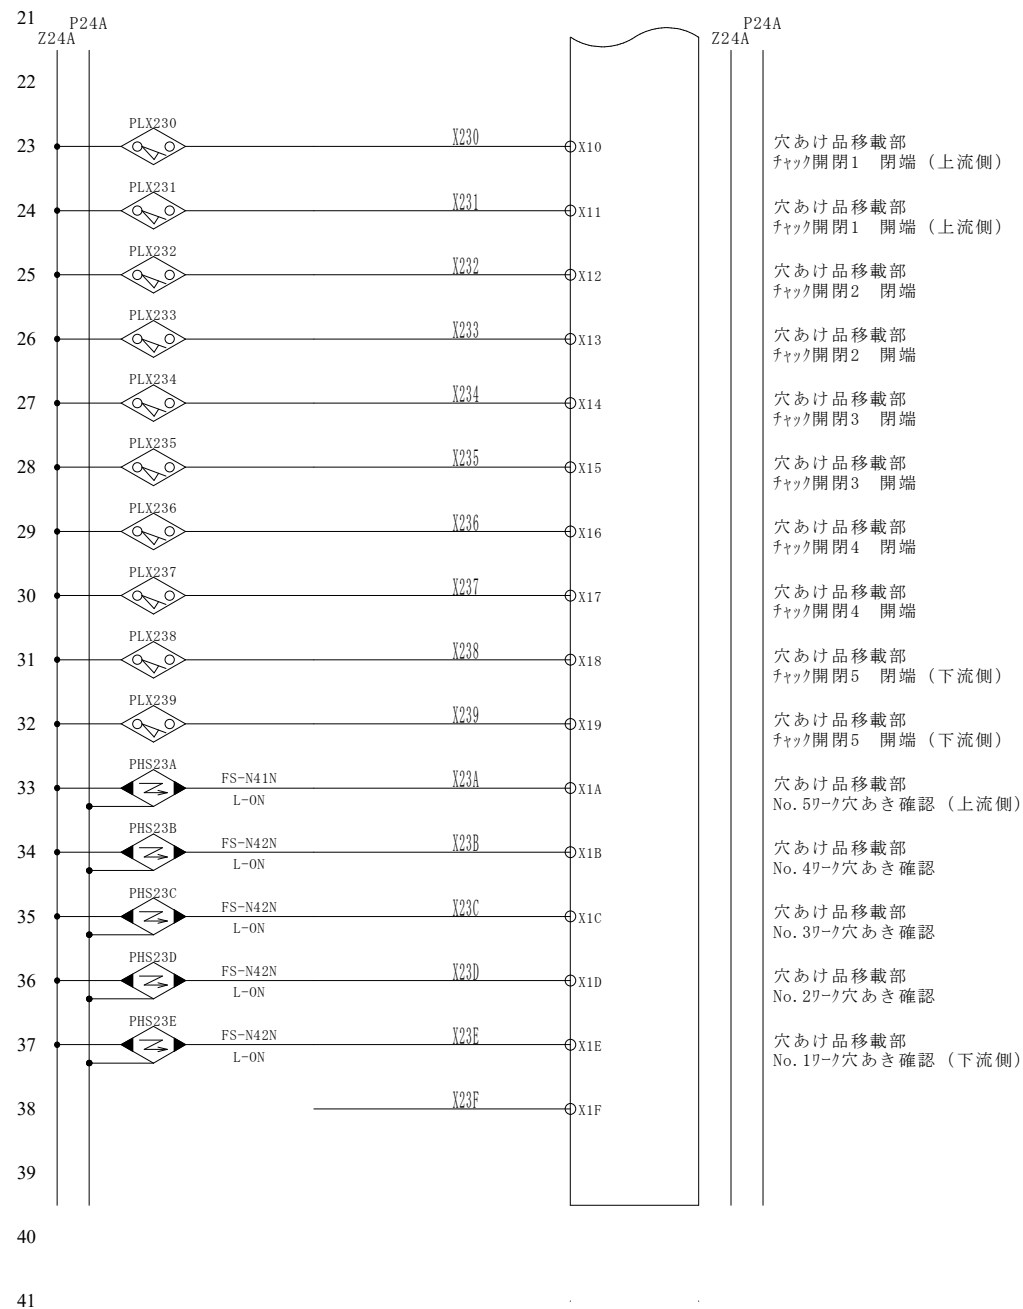 21
P24A
Z24A
P24A
Z24A
22
PLX230
23
X230
X10
穴あけ品移載部
ﾁｬｯｸ開閉1　閉端（上流側）
PLX231
24
X231
X11
穴あけ品移載部
ﾁｬｯｸ開閉1　開端（上流側）
PLX232
25
X232
X12
穴あけ品移載部
ﾁｬｯｸ開閉2　閉端
PLX233
26
X233
X13
穴あけ品移載部
ﾁｬｯｸ開閉2　開端
PLX234
27
X234
X14
穴あけ品移載部
ﾁｬｯｸ開閉3　閉端
PLX235
28
X235
X15
穴あけ品移載部
ﾁｬｯｸ開閉3　開端
PLX236
29
X236
X16
穴あけ品移載部
ﾁｬｯｸ開閉4　閉端
PLX237
30
X237
X17
穴あけ品移載部
ﾁｬｯｸ開閉4　開端
PLX238
31
X238
X18
穴あけ品移載部
ﾁｬｯｸ開閉5　閉端（下流側）
PLX239
32
X239
X19
穴あけ品移載部
ﾁｬｯｸ開閉5　開端（下流側）
PHS23A
33
FS-N41N
L-ON
X23A
X1A
穴あけ品移載部
No.5ﾜｰｸ穴あき確認（上流側）
PHS23B
34
FS-N42N
L-ON
X23B
X1B
穴あけ品移載部
No.4ﾜｰｸ穴あき確認
PHS23C
35
FS-N42N
L-ON
X23C
X1C
穴あけ品移載部
No.3ﾜｰｸ穴あき確認
PHS23D
36
FS-N42N
L-ON
X23D
X1D
穴あけ品移載部
No.2ﾜｰｸ穴あき確認
PHS23E
37
FS-N42N
L-ON
X23E
X1E
穴あけ品移載部
No.1ﾜｰｸ穴あき確認（下流側）
38
X23F
X1F
39
40
41